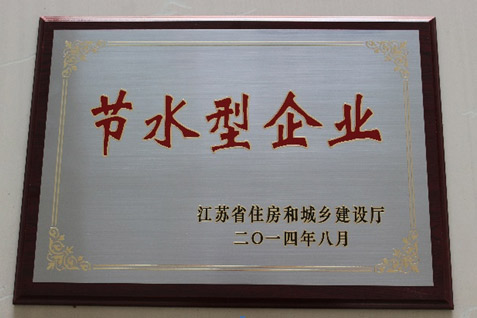 节水型企业
江苏省住房和城乡建设厅
二〇一四年八月